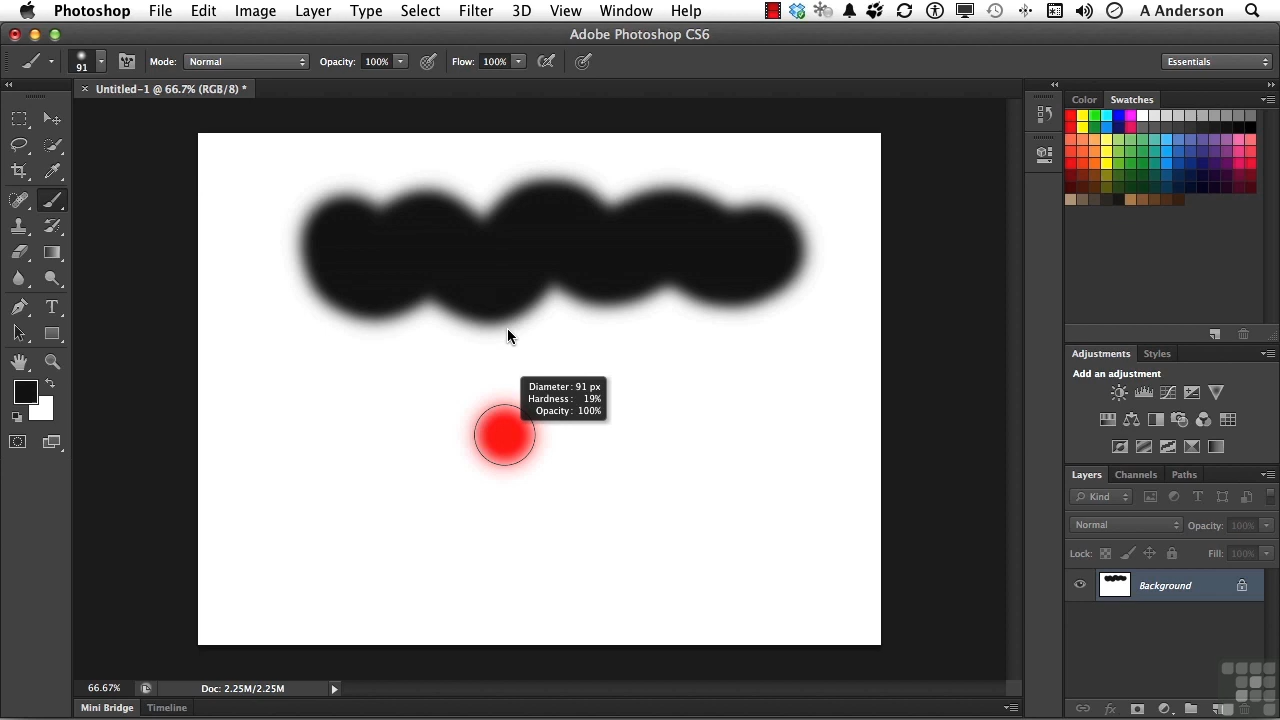 Photoshop File Edit Image Layer Type Select Filter 3D View Window Help A Anderson
Adobe Photoshop CS6
91 Mode: Normal Opacity: 100% Flow: 100% Essentials
Untitled-1 @ 66.7% (RGB/8) *
Color Swatches
Diameter: 91 px
Hardness: 19%
Opacity: 100%
Adjustments Styles
Add an adjustment
Layers Channels Paths
Kind
Normal Opacity: 100%
Lock: Fill: 100%
Background
66.67% Doc: 2.25M/2.25M
Mini Bridge Timeline